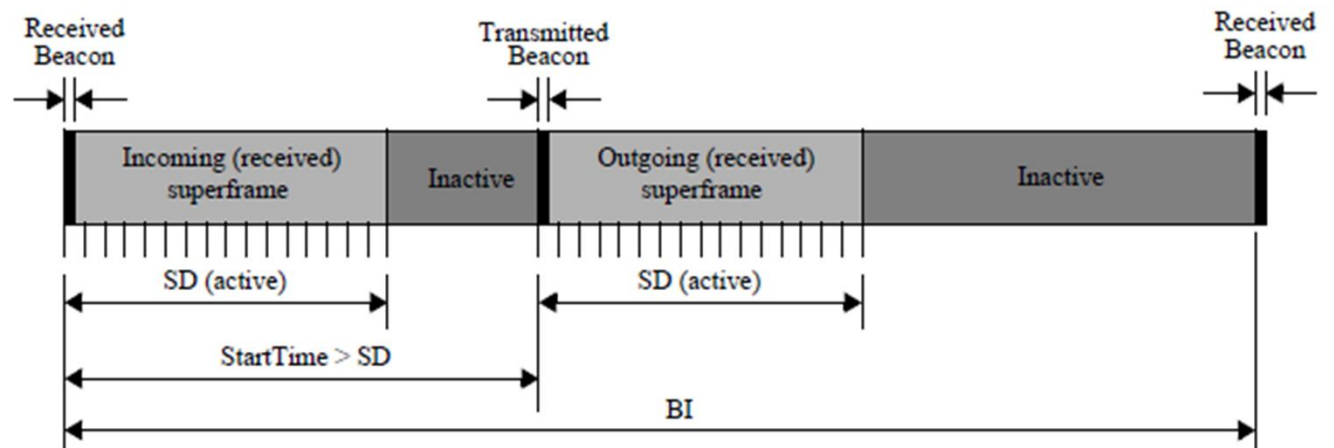 Received
Beacon
Transmitted
Beacon
Received
Beacon
Incoming (received)
superframe
Inactive
Outgoing (received)
superframe
Inactive
SD (active)
SD (active)
StartTime > SD
BI